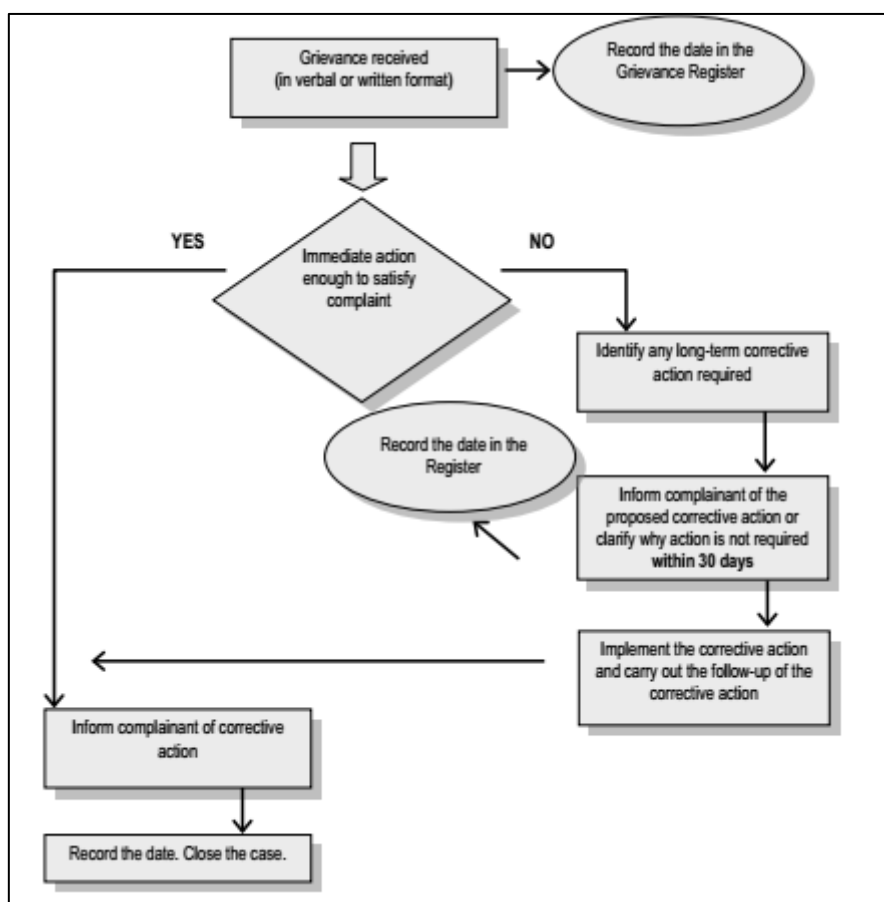 Grievance received
(in verbal or written format)
Record the date in the
Grievance Register
YES
NO
Immediate action
enough to satisfy
complaint
Identify any long-term corrective
action required
Record the date in the
Register
Inform complainant of the
proposed corrective action or
clarify why action is not required
within 30 days
Implement the corrective action
and carry out the follow-up of the
corrective action
Inform complainant of corrective
action
Record the date. Close the case.